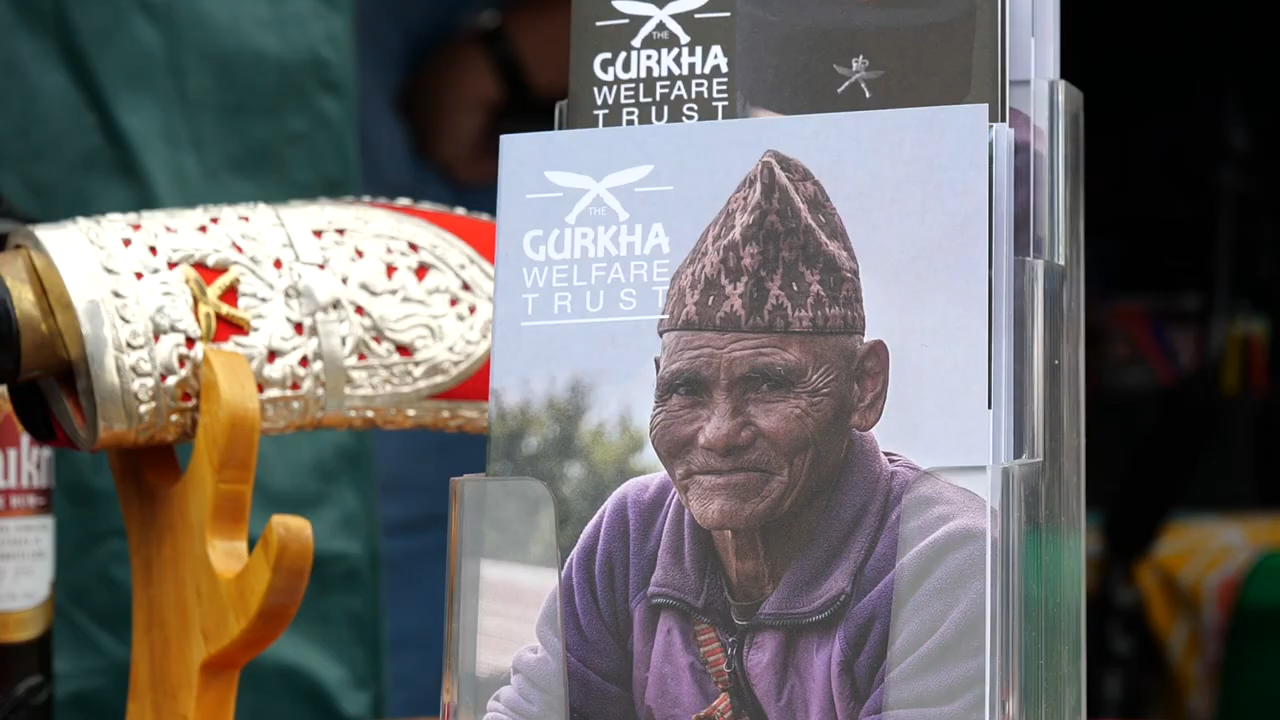 THE
GURKHA
WELFARE
TRUST
THE
GURKHA
WELFARE
TRUST